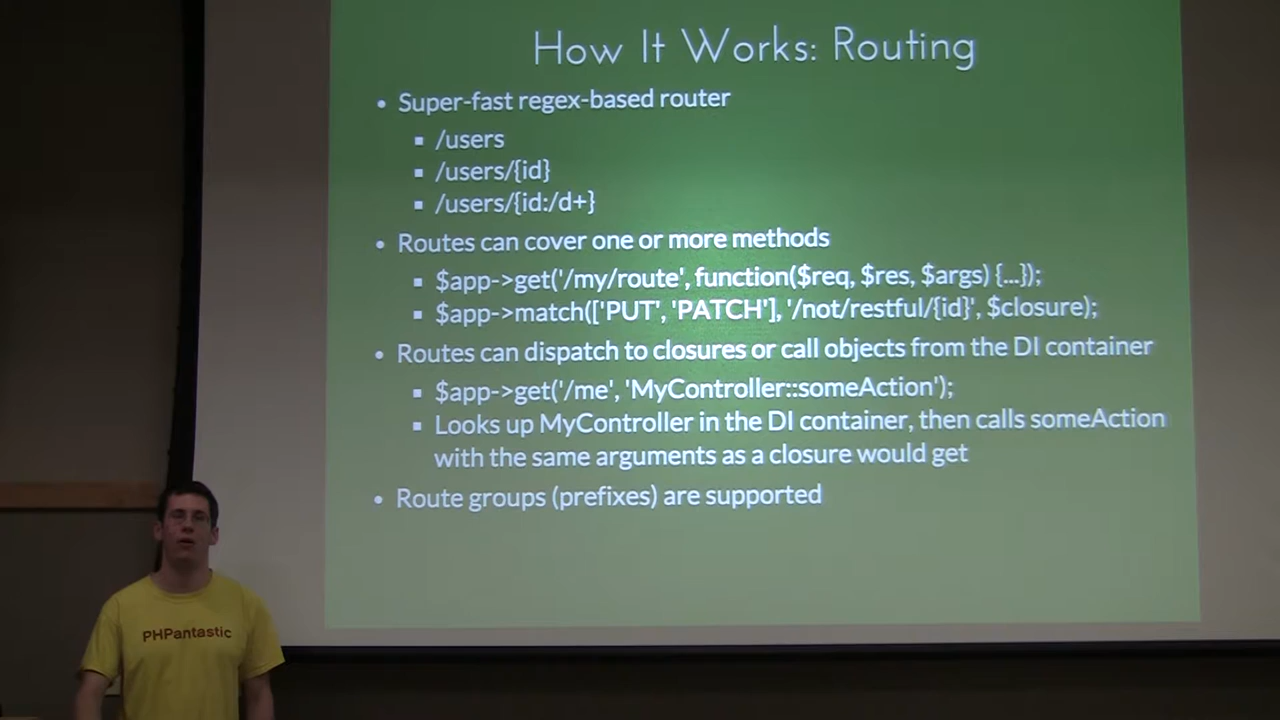 How It Works: Routing
• Super-fast regex-based router
▪ /users
▪ /users/{id}
▪ /users/{id:/d+}
• Routes can cover one or more methods
▪ $app->get('/my/route', function($req, $res, $args) {...});
▪ $app->match(['PUT', 'PATCH'], '/not/restful/{id}', $closure);
• Routes can dispatch to closures or call objects from the DI container
▪ $app->get('/me', 'MyController::someAction');
▪ Looks up MyController in the DI container, then calls someAction
with the same arguments as a closure would get
• Route groups (prefixes) are supported
PHPantastic